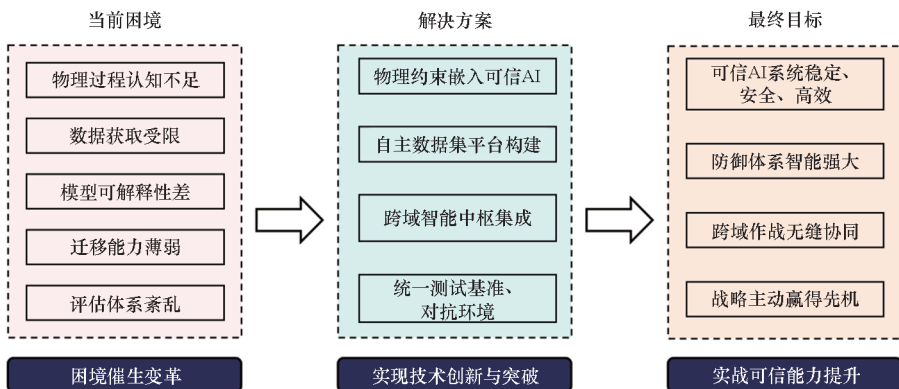 当前困境
物理过程认知不足
数据获取受限
模型可解释性差
迁移能力薄弱
评估体系紊乱
困境催生变革
解决方案
物理约束嵌入可信AI
自主数据集平台构建
跨域智能中枢集成
统一测试基准、
对抗环境
实现技术创新与突破
最终目标
可信AI系统稳定、
安全、高效
防御体系智能强大
跨域作战无缝协同
战略主动赢得先机
实战可信能力提升